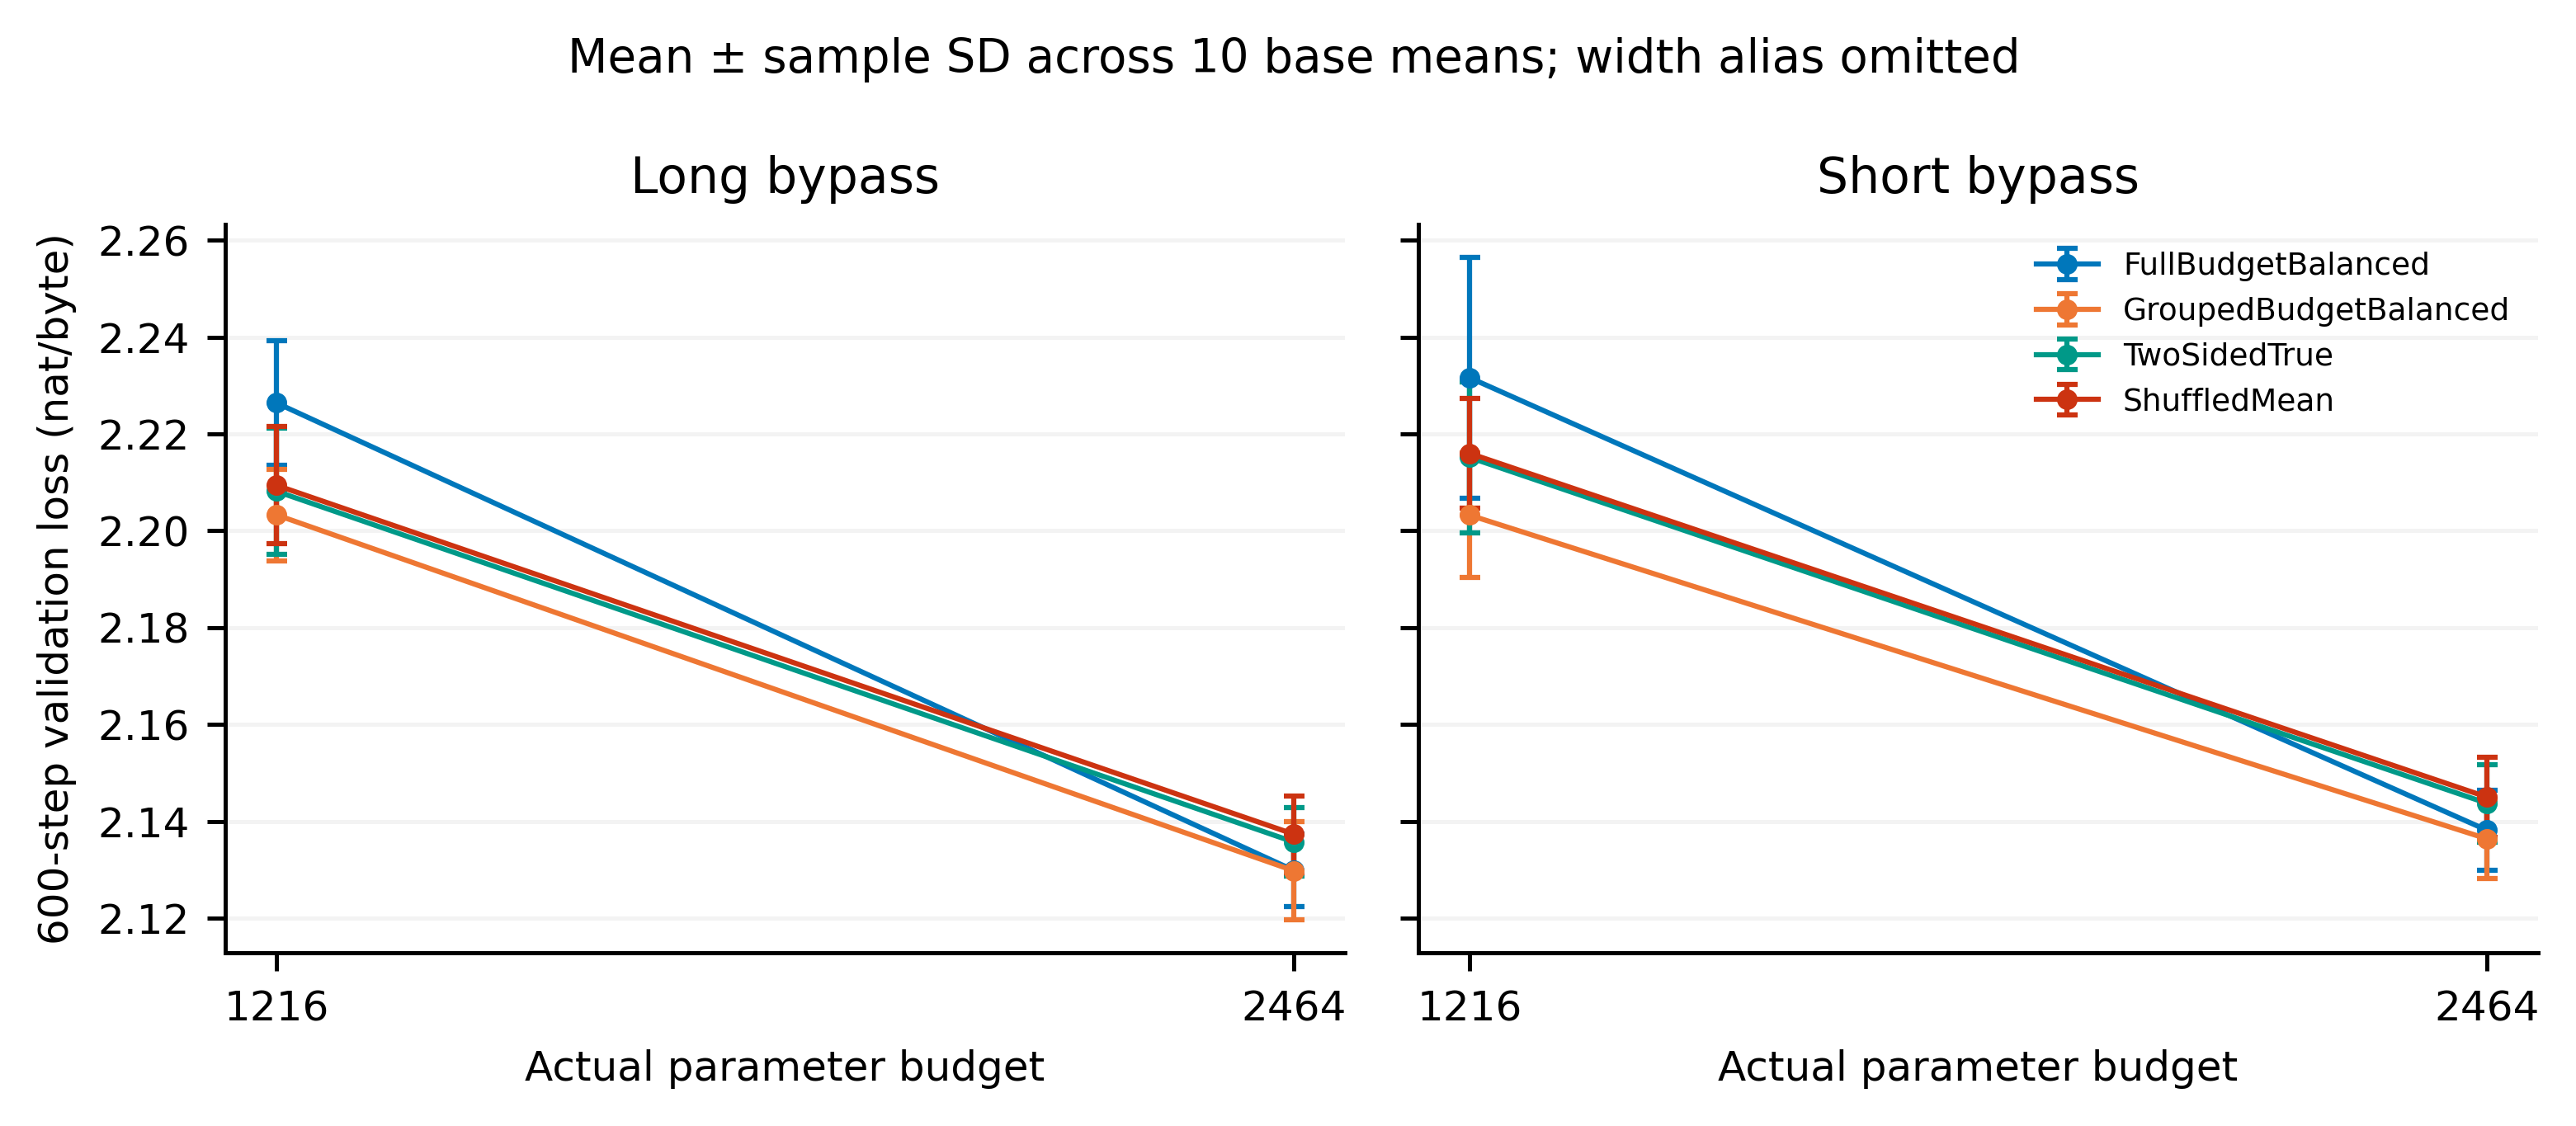 Mean ± sample SD across 10 base means; width alias omitted
Long bypass
Short bypass
600-step validation loss (nat/byte)
2.26
2.24
2.22
2.20
2.18
2.16
2.14
2.12
1216
2464
Actual parameter budget
FullBudgetBalanced
GroupedBudgetBalanced
TwoSidedTrue
ShuffledMean
1216
2464
Actual parameter budget